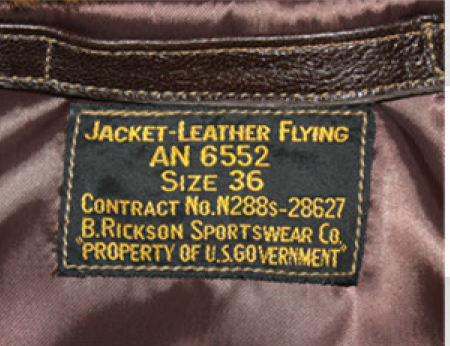 JACKET-LEATHER FLYING
AN 6552
SIZE 36
CONTRACT NO.N288S-28627
B.RICKSON SPORTSWEAR CO.
"PROPERTY OF U.S.GOVERNMENT"